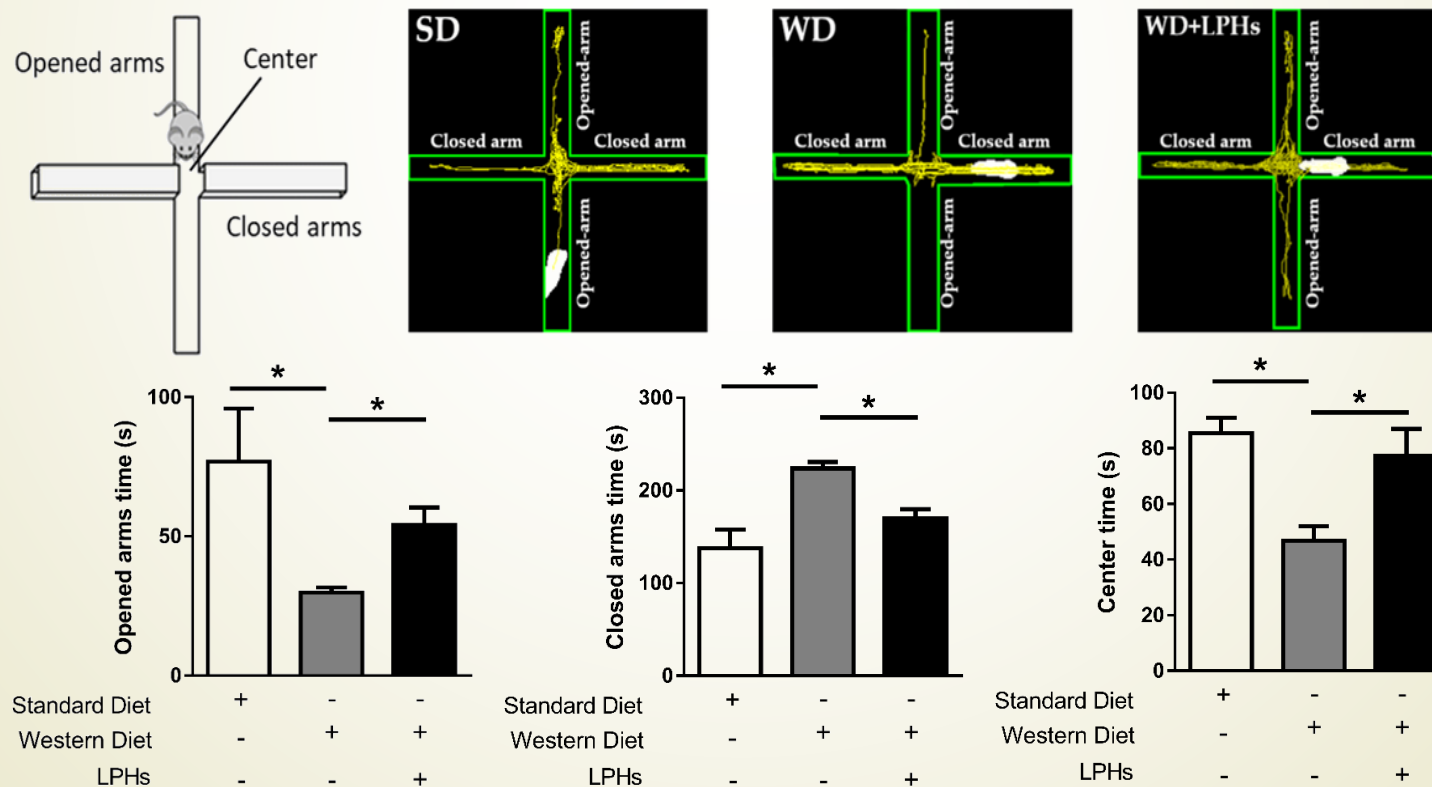 Opened arms
Center
Closed arms
SD
Opened-arm
Closed arm
Closed arm
Opened-arm
WD
Opened-arm
Closed arm
Closed arm
Opened-arm
WD+LPHs
Opened-arm
Closed arm
Closed arm
Opened-arm
Opened arms time (s)
100
50
0
*
*
Standard Diet + - -
Western Diet - + +
LPHs - - +
Closed arms time (s)
300
200
100
0
*
*
Standard Diet + - -
Western Diet - + +
LPHs - - +
Center time (s)
100
80
60
40
20
0
*
*
Standard Diet + - -
Western Diet - + +
LPHs - - +